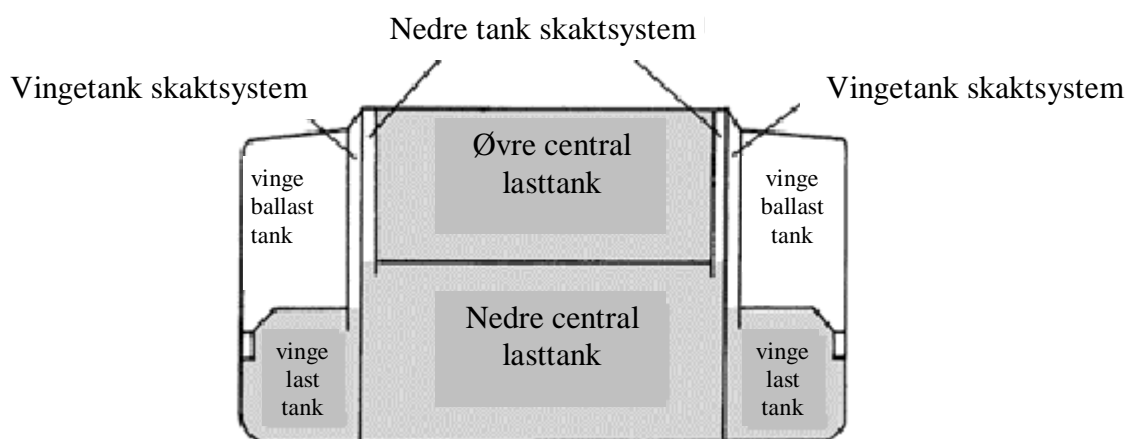 Nedre tank skaktsystem
Vingetank skaktsystem
Vingetank skaktsystem
Øvre central
lasttank
vinge
ballast
tank
vinge
ballast
tank
Nedre central
lasttank
vinge
last
tank
vinge
last
tank